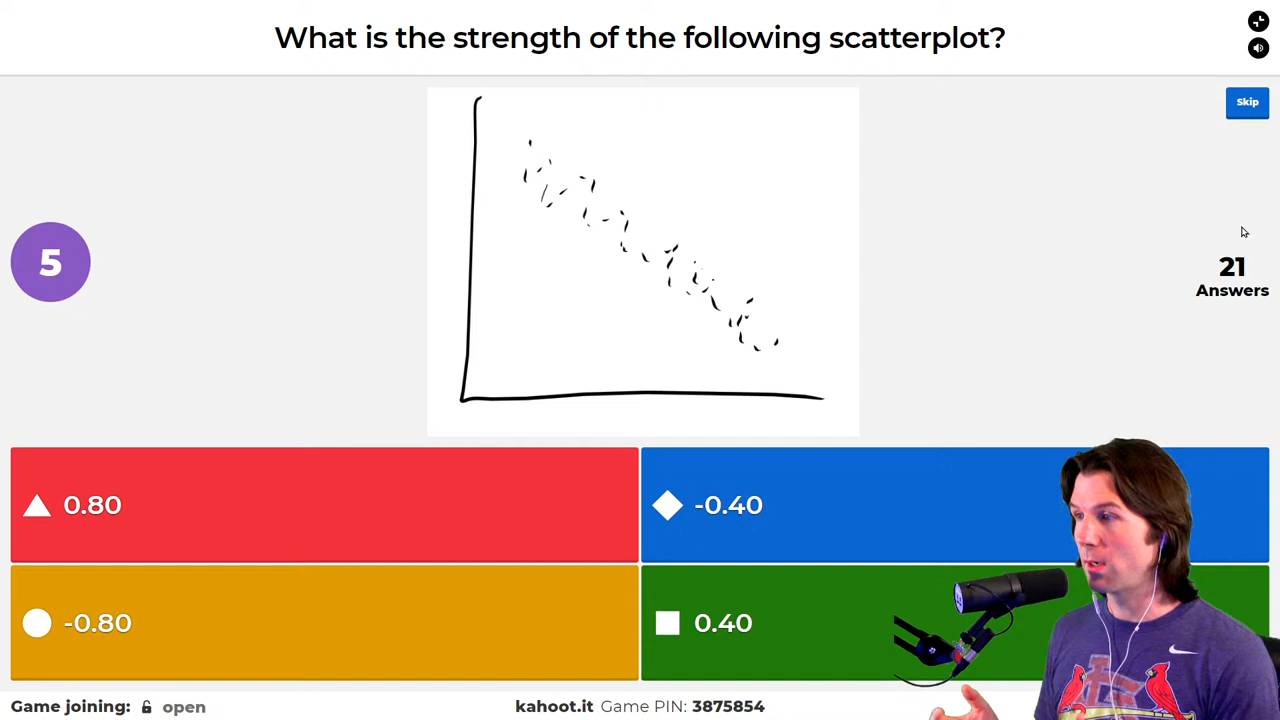 What is the strength of the following scatterplot?
Skip
5
21
Answers
0.80
-0.40
-0.80
0.40
Game joining: open
kahoot.it Game PIN: 3875854